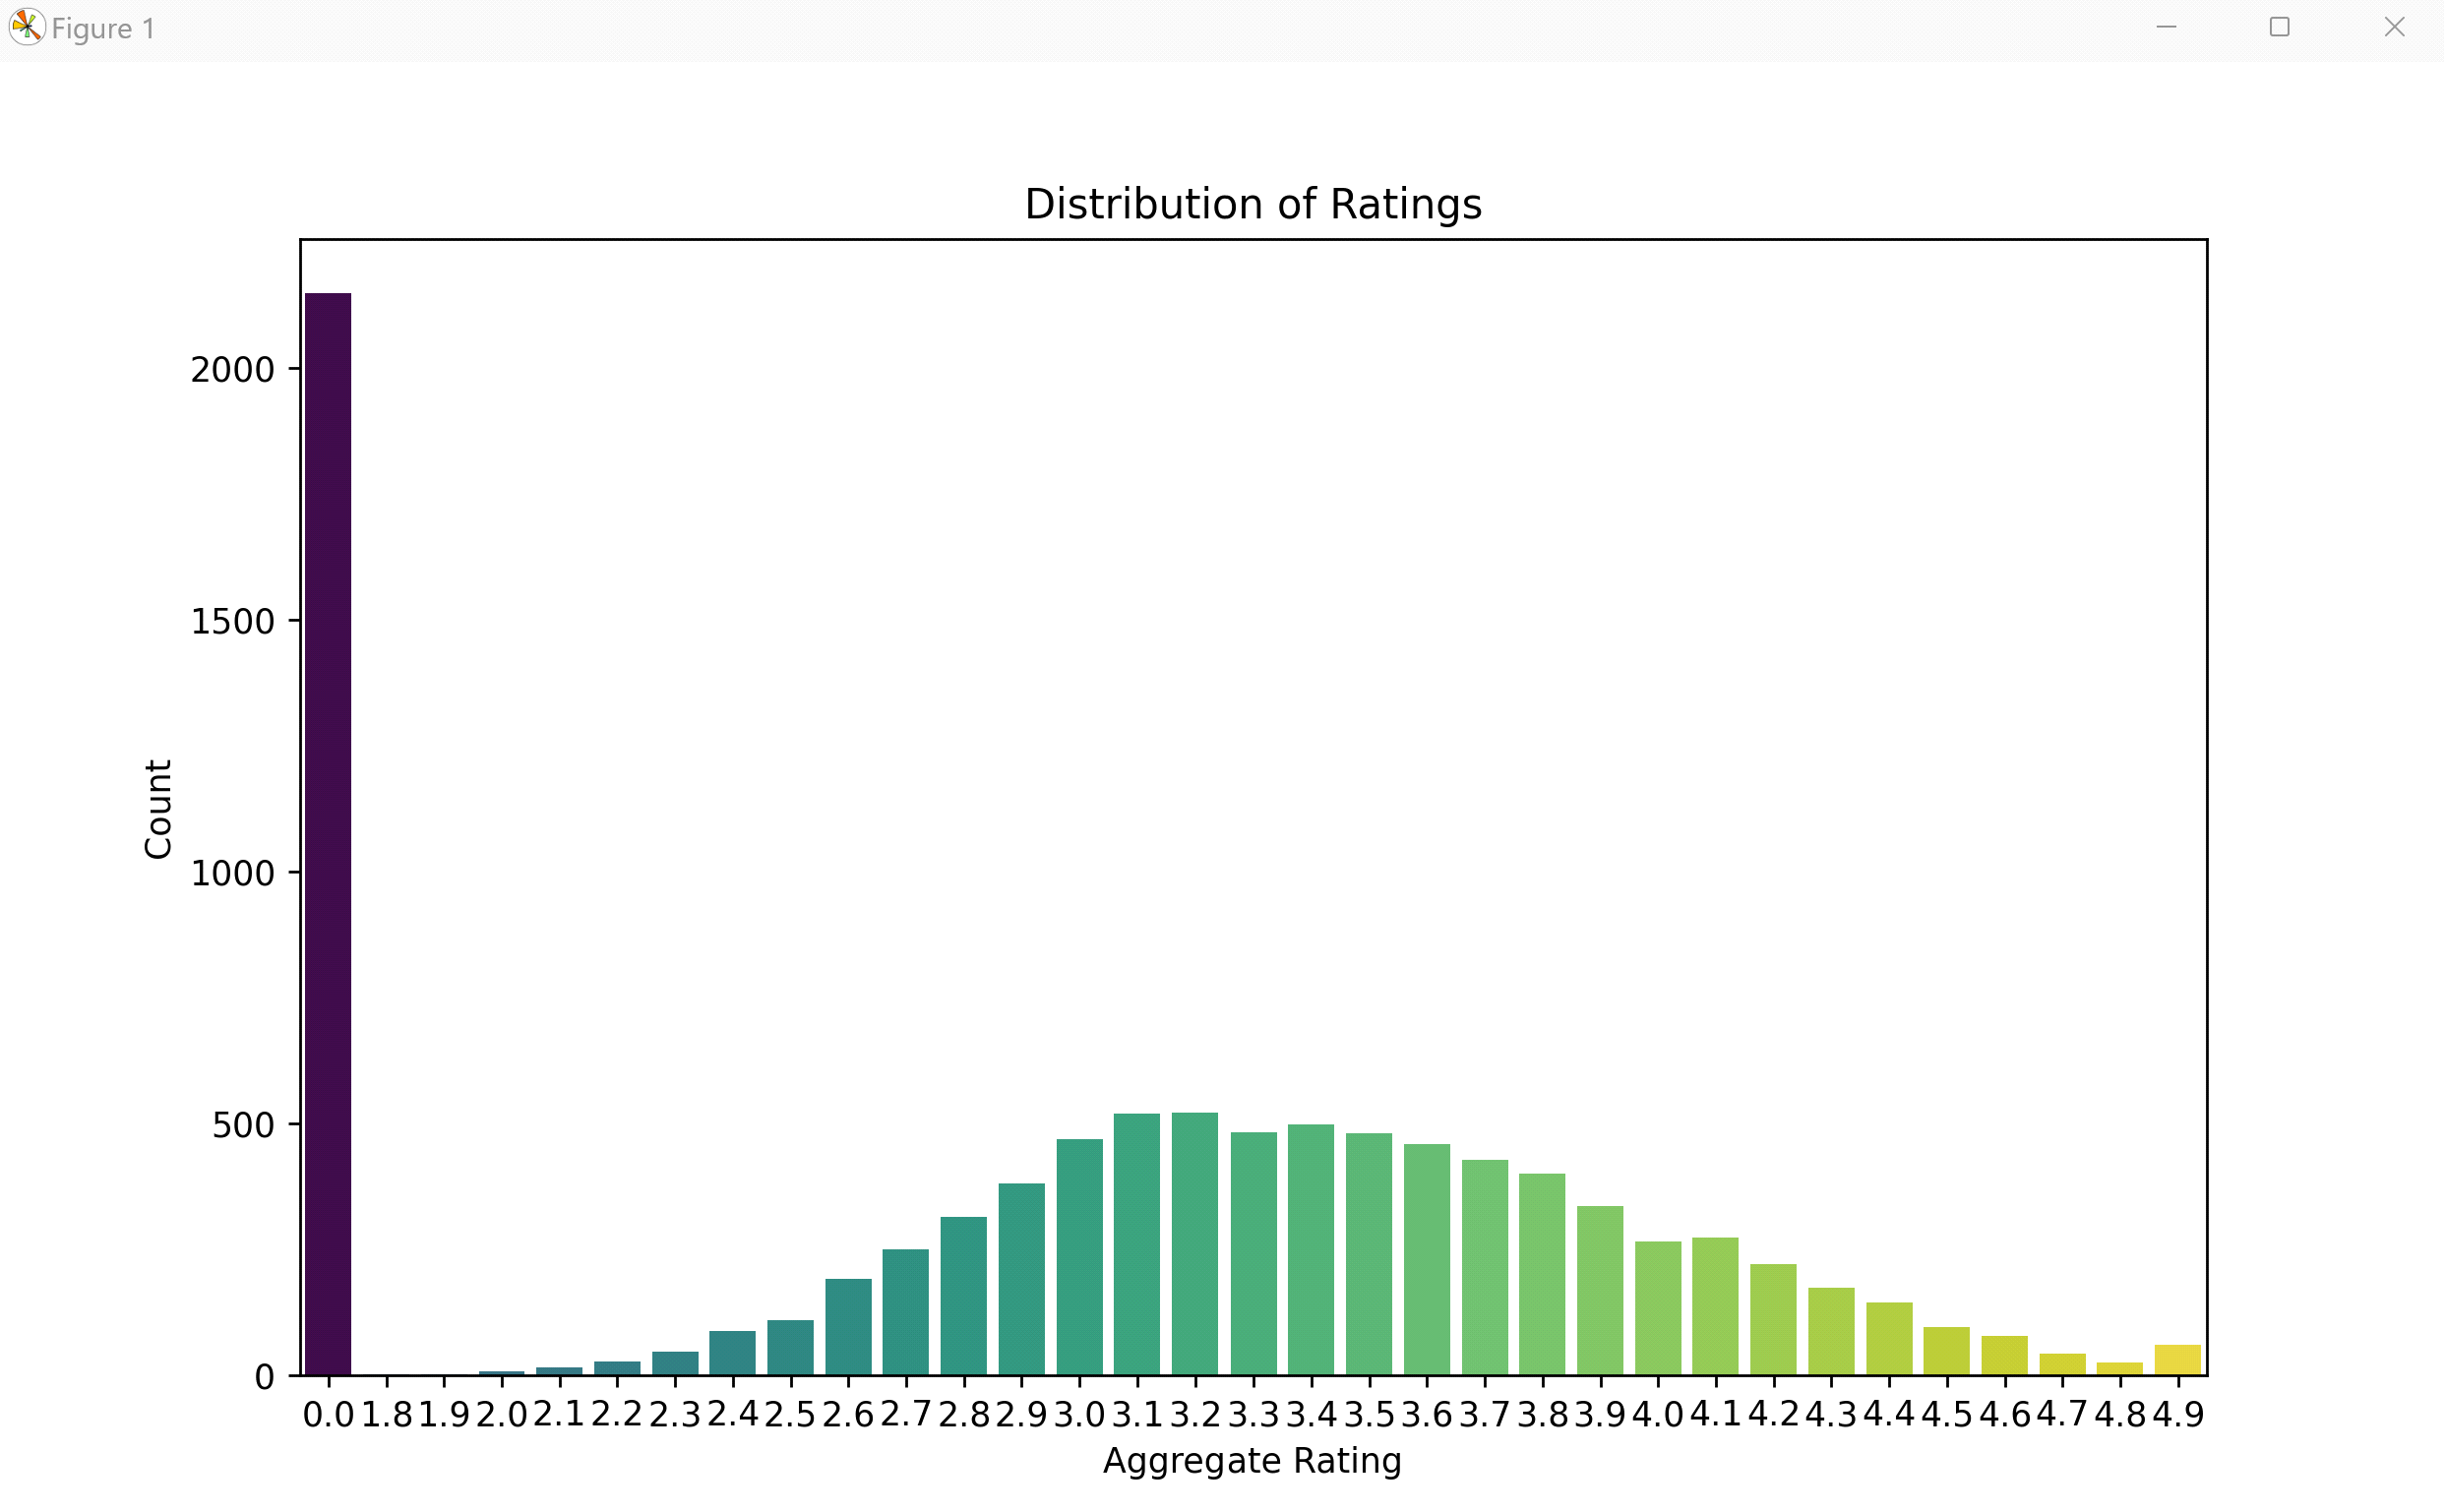 Figure 1
Distribution of Ratings
2000
1500
1000
500
0
Count
0.0 1.8 1.9 2.0 2.1 2.2 2.3 2.4 2.5 2.6 2.7 2.8 2.9 3.0 3.1 3.2 3.3 3.4 3.5 3.6 3.7 3.8 3.9 4.0 4.1 4.2 4.3 4.4 4.5 4.6 4.7 4.8 4.9
Aggregate Rating